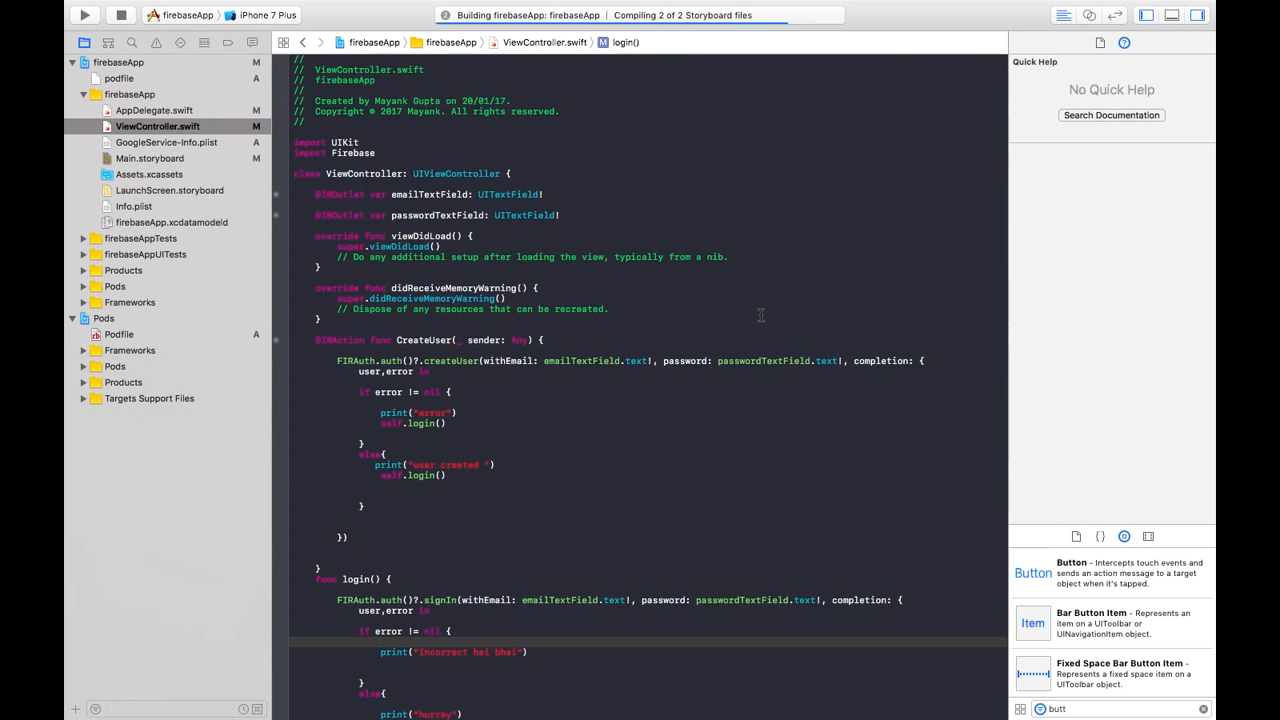 firebaseApp
iPhone 7 Plus
2
Building firebaseApp: firebaseApp
Compiling 2 of 2 Storyboard files
firebaseApp
firebaseApp
ViewController.swift
M
login()
firebaseApp M
podfile A
firebaseApp
AppDelegate.swift M
ViewController.swift M
GoogleService-Info.plist M
Main.storyboard M
Assets.xcassets
LaunchScreen.storyboard
Info.plist
firebaseApp.xcdatamodeld
firebaseAppTests
firebaseAppUITests
Products
Pods
Frameworks
Pods
Podfile A
Frameworks
Pods
Products
Targets Support Files
//
// ViewController.swift
// firebaseApp
//
// Created by Mayank Gupta on 20/01/17.
// Copyright © 2017 Mayank. All rights reserved.
//
import UIKit
import Firebase
class ViewController: UIViewController {
@IBOutlet var emailTextField: UITextField!
@IBOutlet var passwordTextField: UITextField!
override func viewDidLoad() {
super.viewDidLoad()
// Do any additional setup after loading the view, typically from a nib.
}
override func didReceiveMemoryWarning() {
super.didReceiveMemoryWarning()
// Dispose of any resources that can be recreated.
}
@IBAction func CreateUser(_ sender: Any) {
FIRAuth.auth()?.createUser(withEmail: emailTextField.text!, password: passwordTextField.text!, completion: {
user,error in
if error != nil {
print("error")
self.login()
}
else{
print("user created ")
self.login()
}
})
}
func login() {
FIRAuth.auth()?.signIn(withEmail: emailTextField.text!, password: passwordTextField.text!, completion: {
user,error in
if error != nil {
print("Incorrect hai bhai")
}
else{
print("hurrey")
Quick Help
No Quick Help
Search Documentation
{ }
Button
Button - Intercepts touch events and
sends an action message to a target
object when it's tapped.
Item
Bar Button Item - Represents an
item on a UIToolbar or
UINavigationItem object.
Fixed Space Bar Button Item -
Represents a fixed space item on a
UIToolbar object.
butt